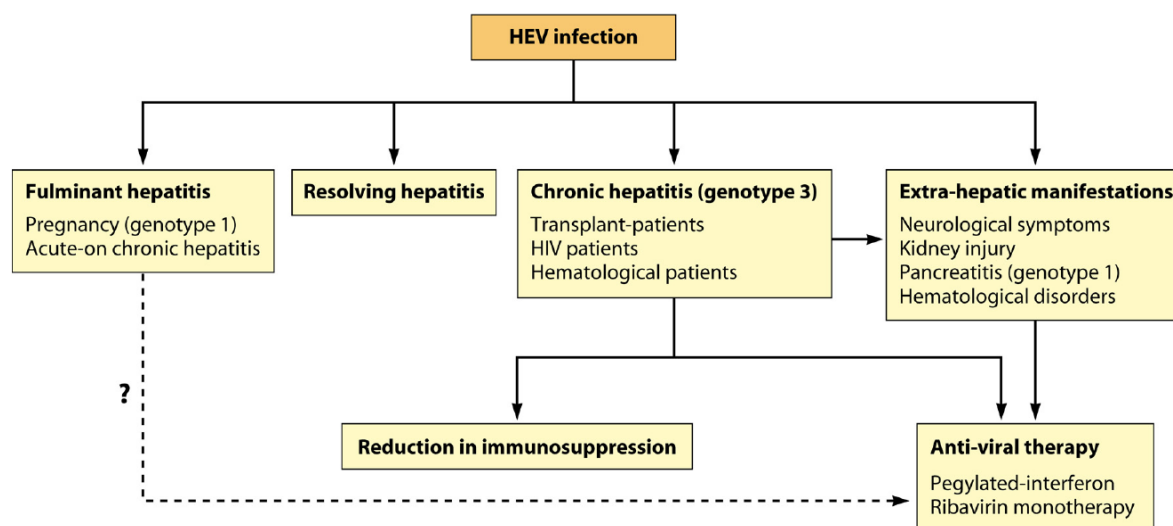 HEV infection
Fulminant hepatitis
Pregnancy (genotype 1)
Acute-on chronic hepatitis
Resolving hepatitis
Chronic hepatitis (genotype 3)
Transplant-patients
HIV patients
Hematological patients
Extra-hepatic manifestations
Neurological symptoms
Kidney injury
Pancreatitis (genotype 1)
Hematological disorders
?
Reduction in immunosuppression
Anti-viral therapy
Pegylated-interferon
Ribavirin monotherapy